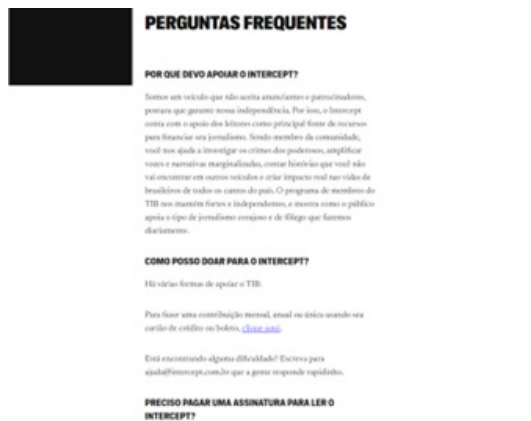 PERGUNTAS FREQUENTES
POR QUE DEVO APOIAR O INTERCEPT?
Somos um veículo que não aceita anunciantes e patrocinadores,
postura que garante nossa independência. Por isso, o Intercept
conta com o apoio dos leitores como principal fonte de recursos
para financiar seu jornalismo. Sendo membro da comunidade,
você nos ajuda a investigar os crimes dos poderosos, amplificar
vozes e narrativas marginalizadas, contar histórias que você não
vai encontrar em outros veículos e criar impacto real nas vidas de
brasileiros de todos os cantos do país. O programa de membros do
TIB nos mantém fortes e independentes, e mostra como o público
apoia o tipo de jornalismo corajoso e de fôlego que fazemos
diariamente.
COMO POSSO DOAR PARA O INTERCEPT?
Há várias formas de apoiar o TIB:
Para fazer uma contribuição mensal, anual ou única usando seu
cartão de crédito ou boleto, clique aqui.
Está encontrando alguma dificuldade? Escreva para
ajuda@intercept.com.br que a gente responde rapidinho.
PRECISO PAGAR UMA ASSINATURA PARA LER O
INTERCEPT?